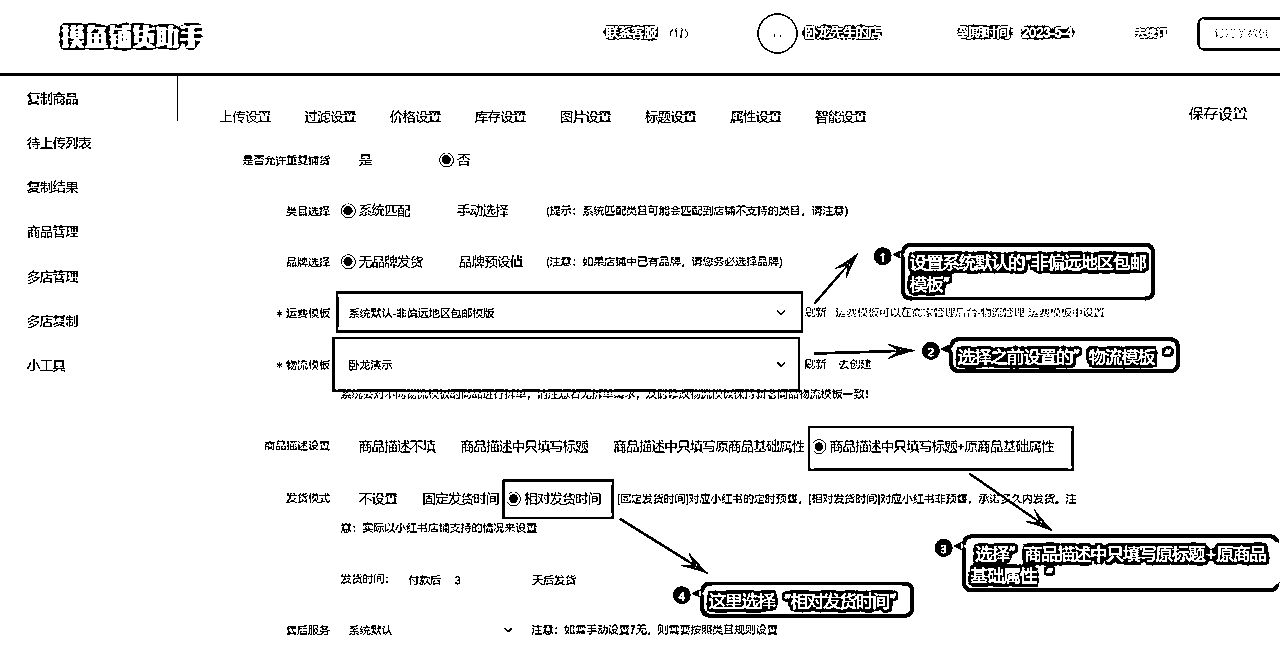 摸鱼铺货助手
联系客服 (1/)
卧龙先生的店
到期时间: 2023-5-4
去续订
复制商品
待上传列表
复制结果
商品管理
多店管理
多店复制
小工具
上传设置 过滤设置 价格设置 库存设置 图片设置 标题设置 属性设置 智能设置
保存设置
是否允许重复铺货 是 否
类目选择 系统匹配 手动选择 (提示：系统匹配类目可能会匹配到店铺不支持的类目，请注意)
品牌选择 无品牌发货 品牌预设值 (注意：如果店铺中已有品牌，请您务必选择品牌)
1 设置系统默认的"非偏远地区包邮
模板"
* 运费模板 系统默认-非偏远地区包邮模版 刷新 运费模板可以在商家管理后台-物流管理-运费模板中设置
* 物流模板 卧龙演示 刷新 去创建
2 选择之前设置的"物流模板"
系统会对不同物流模板的商品进行拆单，请注意若无拆单需求，及时修改物流模板保持新老商品物流模板一致!
商品描述设置 商品描述不填 商品描述中只填写标题 商品描述中只填写原商品基础属性 商品描述中只填写标题+原商品基础属性
发货模式 不设置 固定发货时间 相对发货时间 [固定发货时间]对应小红书的定时预售，[相对发货时间]对应小红书非预售，承诺多久内发货。注
意：实际以小红书店铺支持的情况来设置
3 选择"商品描述中只填写原标题+原商品
基础属性"
发货时间: 付款后 3 天后发货
4 这里选择"相对发货时间"
售后服务 系统默认 注意：如需手动设置7无，则需要按照类目规则设置